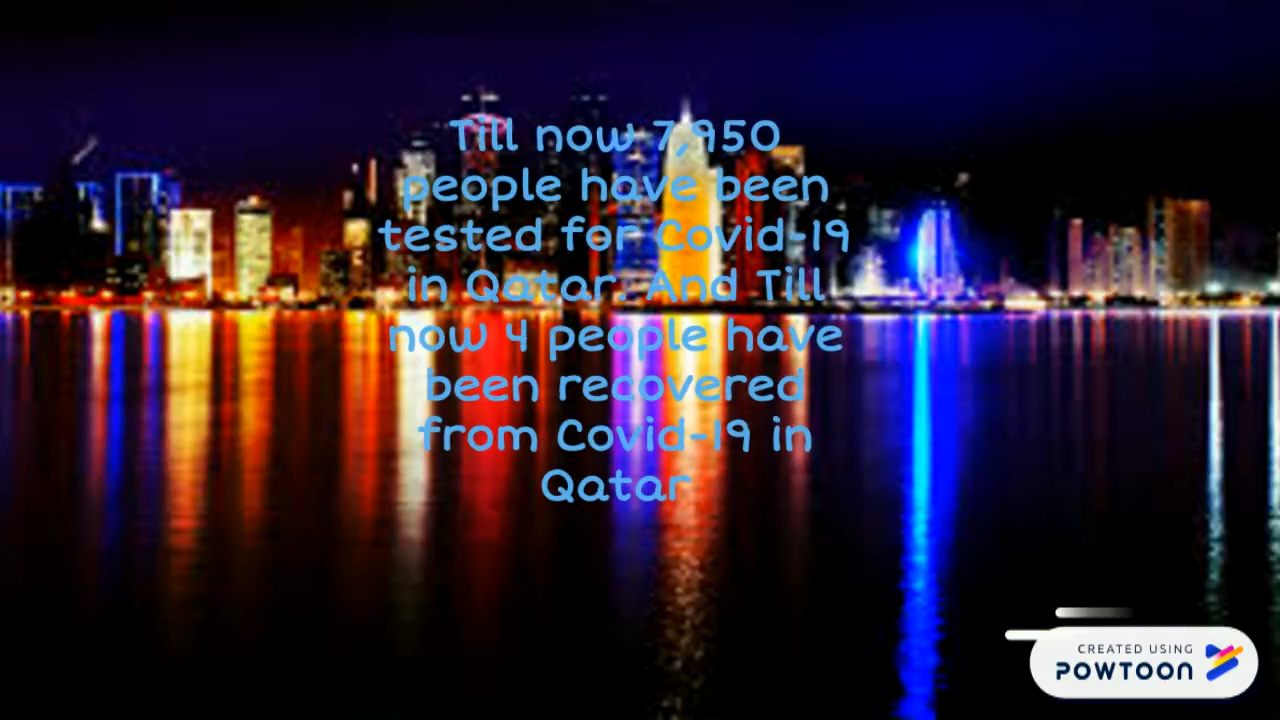 Till now 7,950
people have been
tested for Covid-19
in Qatar. And Till
now 4 people have
been recovered
from Covid-19 in
Qatar
CREATED USING
POWTOON